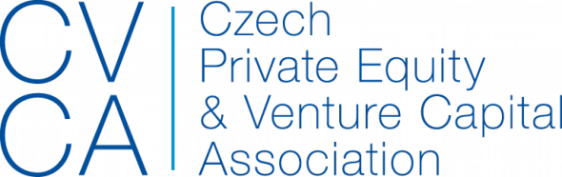 CV
CA
Czech
Private Equity
& Venture Capital
Association